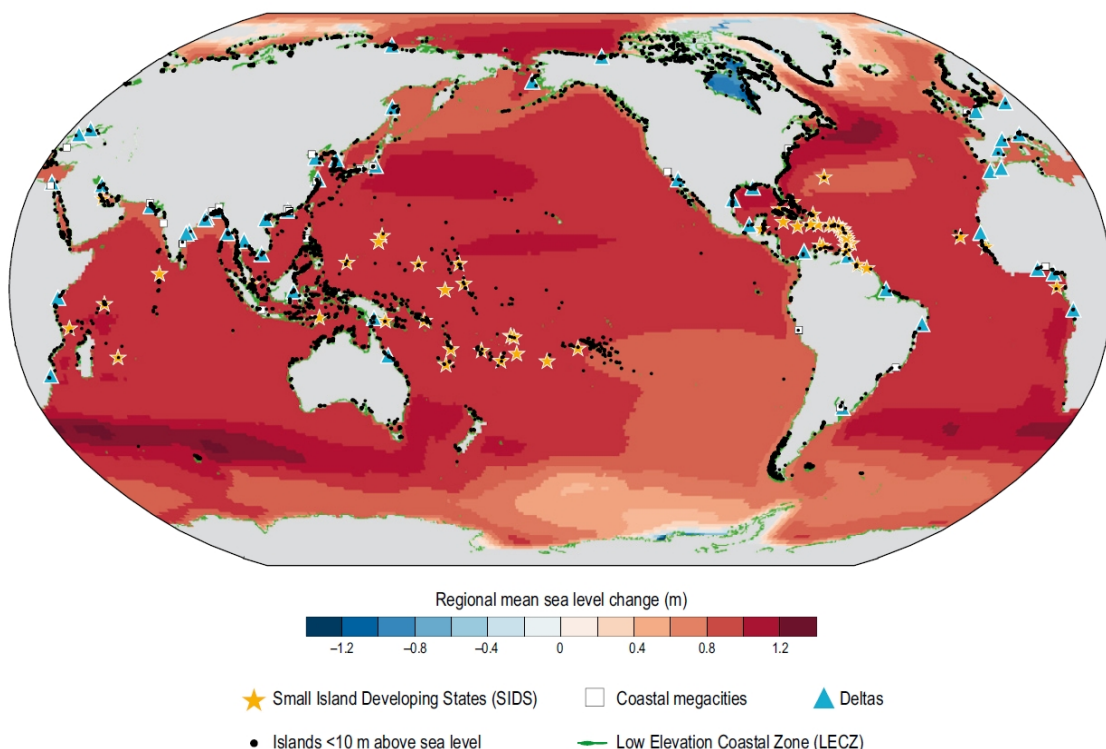 Regional mean sea level change (m)
–1.2 –0.8 –0.4 0 0.4 0.8 1.2
Small Island Developing States (SIDS) Coastal megacities Deltas
Islands <10 m above sea level Low Elevation Coastal Zone (LECZ)